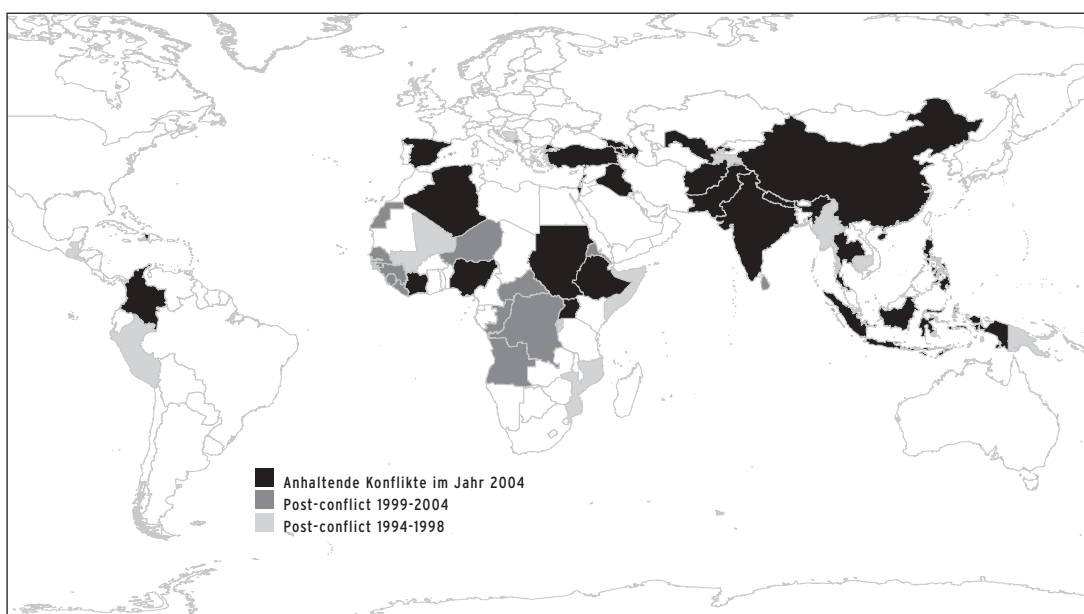 Anhaltende Konflikte im Jahr 2004
Post-conflict 1999-2004
Post-conflict 1994-1998